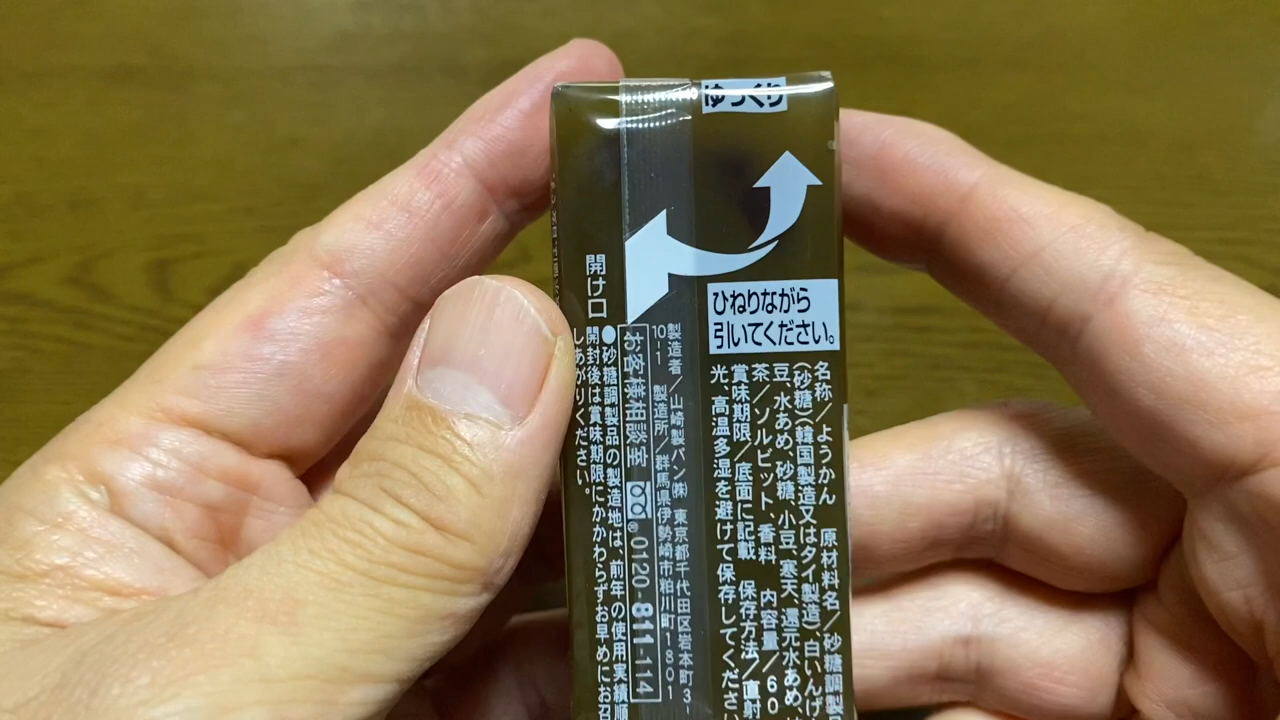 ゆっくり
開け口
ひねりながら
引いてください。
名称/ようかん 原材料名/砂糖調製品
(砂糖)(韓国製造又はタイ製造)、白いんげん
豆、水あめ、砂糖、小豆、寒天、還元水あめ、
茶/ソルビット、香料 内容量/60
賞味期限/底面に記載 保存方法/直射
光、高温多湿を避けて保存してください
製造者/山崎製パン㈱ 東京都千代田区岩本町3-
10-1 製造所/群馬県伊勢崎市粕川町1801
お客様相談室 ®0120-811-114
●砂糖調製品の製造地は、前年の使用実績順
開封後は賞味期限にかかわらずお早めにお召
しあがりください。